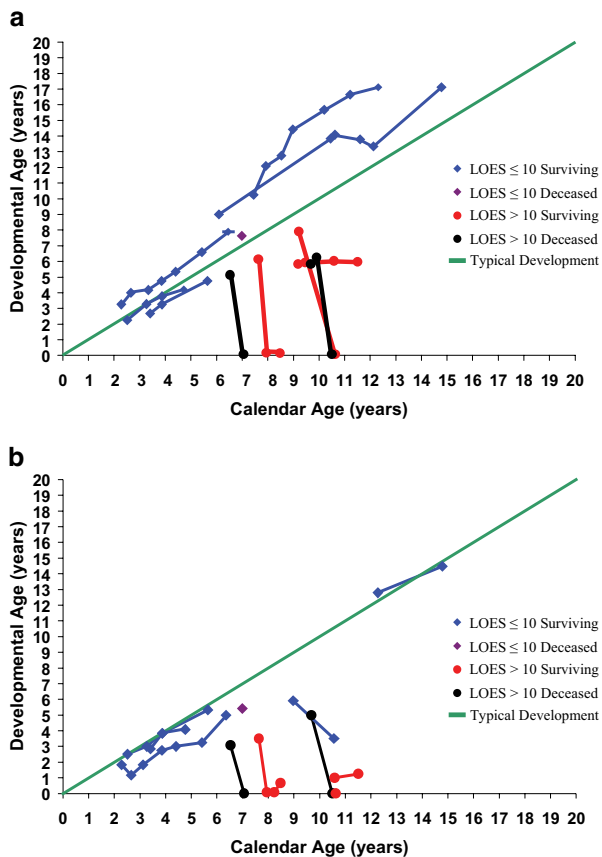 a
20
19
18
17
16
15
14
13
12
11
10
9
8
7
6
5
4
3
2
1
0
Developmental Age (years)
0 1 2 3 4 5 6 7 8 9 10 11 12 13 14 15 16 17 18 19 20
Calendar Age (years)
LOES ≤ 10 Surviving
LOES ≤ 10 Deceased
LOES > 10 Surviving
LOES > 10 Deceased
Typical Development
b
20
19
18
17
16
15
14
13
12
11
10
9
8
7
6
5
4
3
2
1
0
Developmental Age (years)
0 1 2 3 4 5 6 7 8 9 10 11 12 13 14 15 16 17 18 19 20
Calendar Age (years)
LOES ≤ 10 Surviving
LOES ≤ 10 Deceased
LOES > 10 Surviving
LOES > 10 Deceased
Typical Development